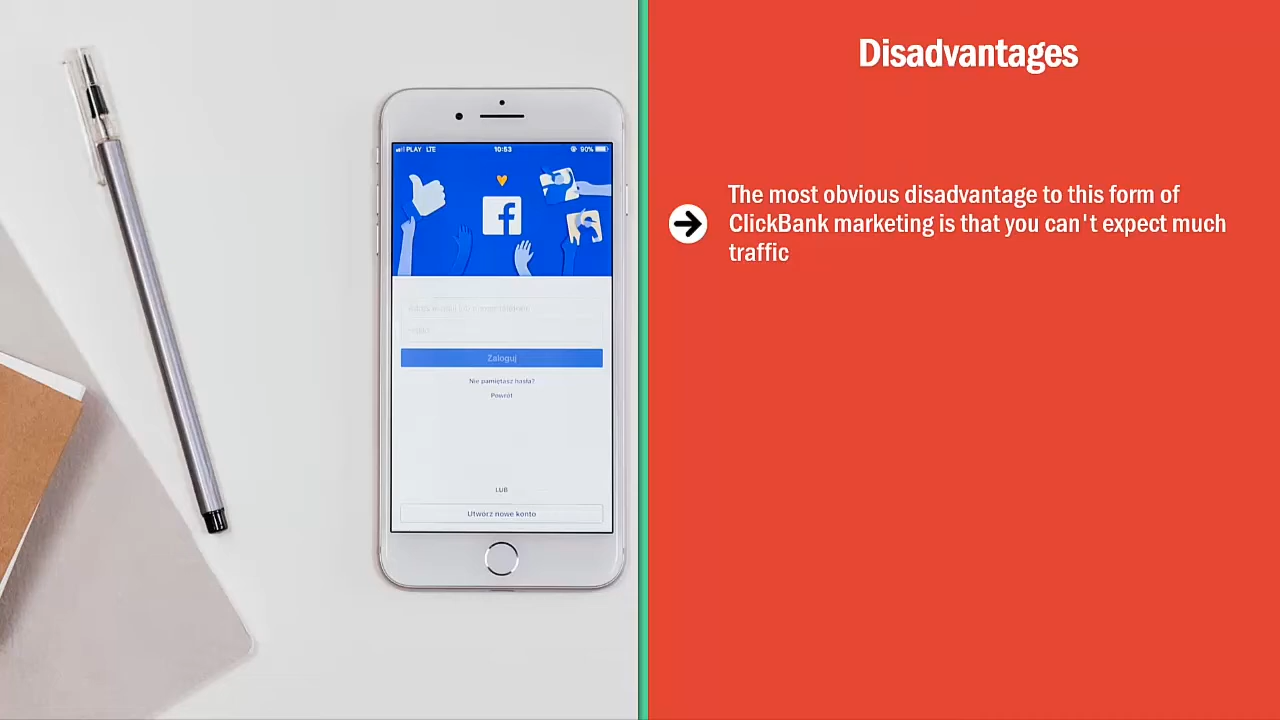 Disadvantages
The most obvious disadvantage to this form of
ClickBank marketing is that you can't expect much
traffic
PLAY LTE
10:53
90%
f
Zaloguj
Nie pamiętasz hasła?
Powrót
LUB
Utwórz nowe konto